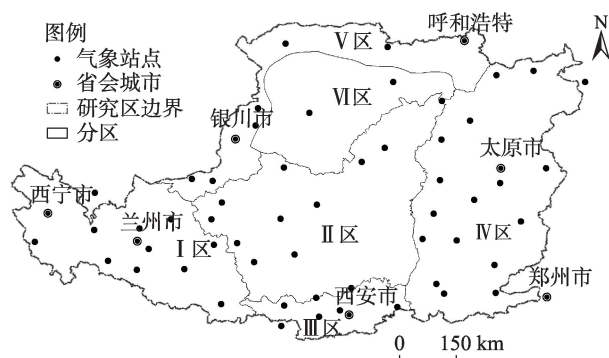 呼和浩特
N
图例
气象站点
省会城市
研究区边界
分区
Ⅴ区
Ⅵ区
银川市
太原市
西宁市
兰州市
Ⅰ区
Ⅱ区
Ⅳ区
郑州市
西安市
Ⅲ区
0 150 km